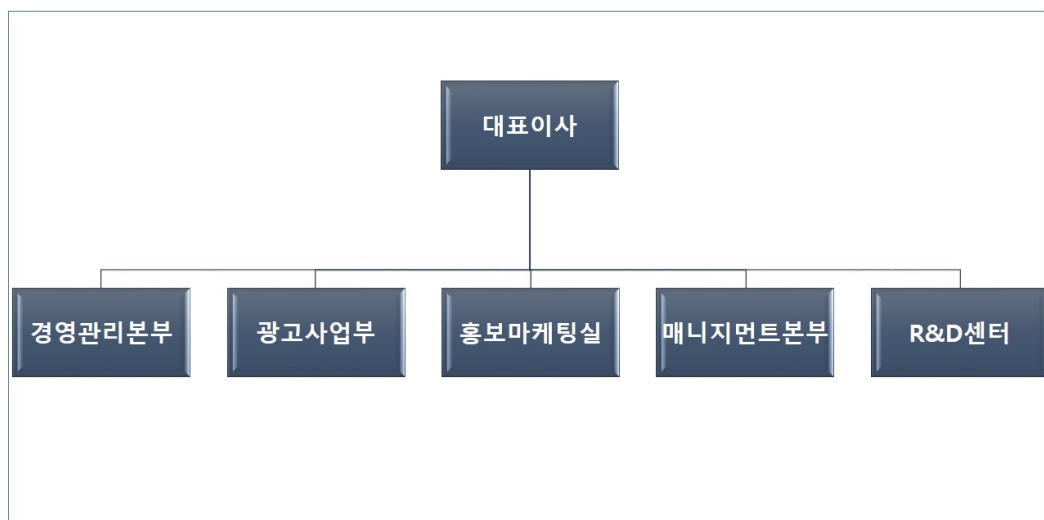 대표이사
경영관리본부
광고사업부
홍보마케팅실
매니지먼트본부
R&D센터